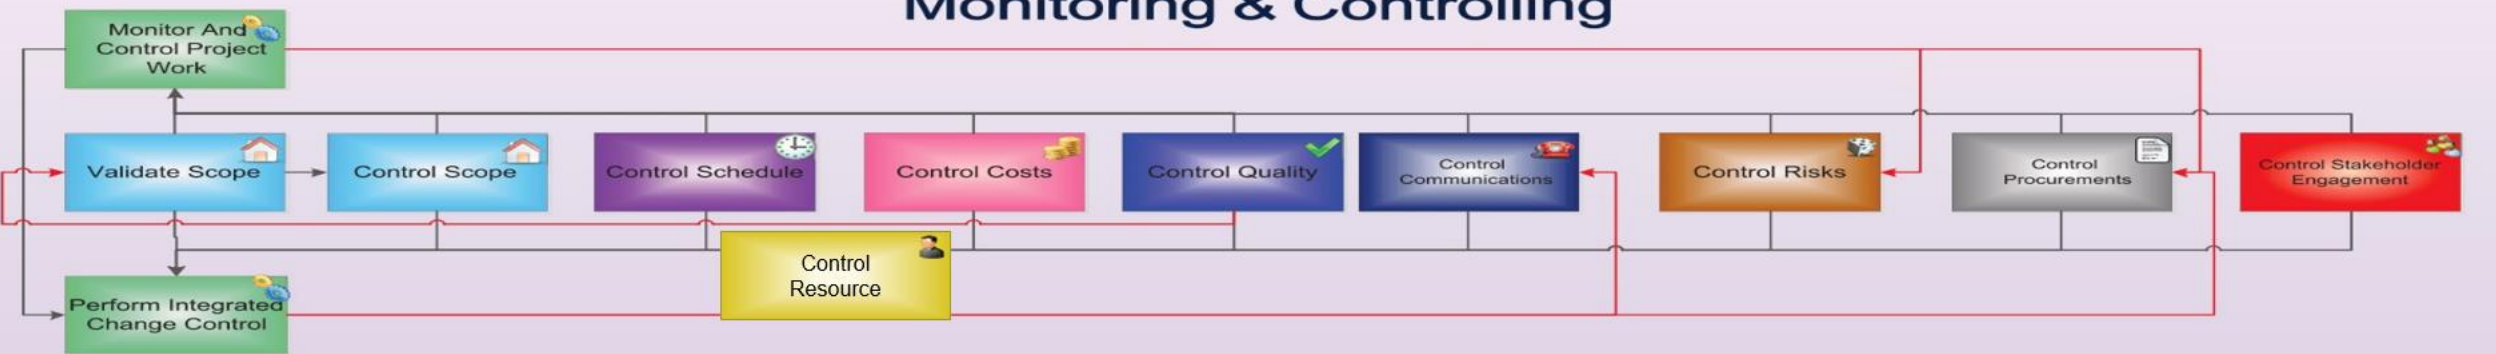 Monitoring & Controlling
Monitor And
Control Project
Work
Validate Scope
Control Scope
Control Schedule
Control Costs
Control Quality
Control
Communications
Control Risks
Control
Procurements
Control Stakeholder
Engagement
Control
Resource
Perform Integrated
Change Control